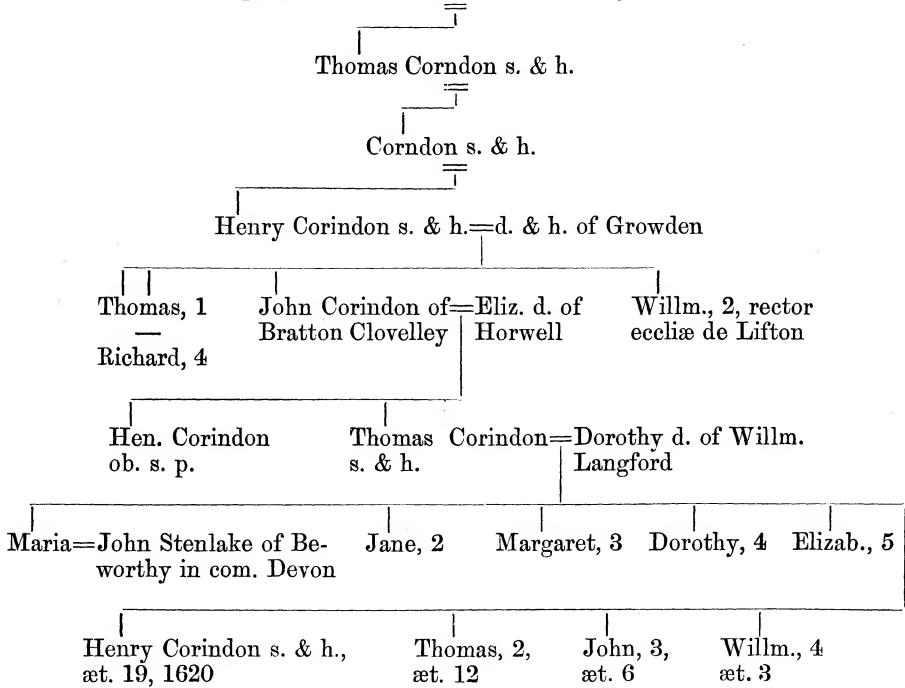 Thomas Corndon s. & h.
Corndon s. & h.
Henry Corindon s. & h.=d. & h. of Growden
Thomas, 1
Richard, 4
John Corindon of=Eliz. d. of
Bratton Clovelley Horwell
Willm., 2, rector
eccliæ de Lifton
Hen. Corindon
ob. s. p.
Thomas Corindon=Dorothy d. of Willm.
s. & h. Langford
Maria=John Stenlake of Be-
worthy in com. Devon
Jane, 2
Margaret, 3
Dorothy, 4
Elizab., 5
Henry Corindon s. & h.,
æt. 19, 1620
Thomas, 2,
æt. 12
John, 3,
æt. 6
Willm., 4
æt. 3